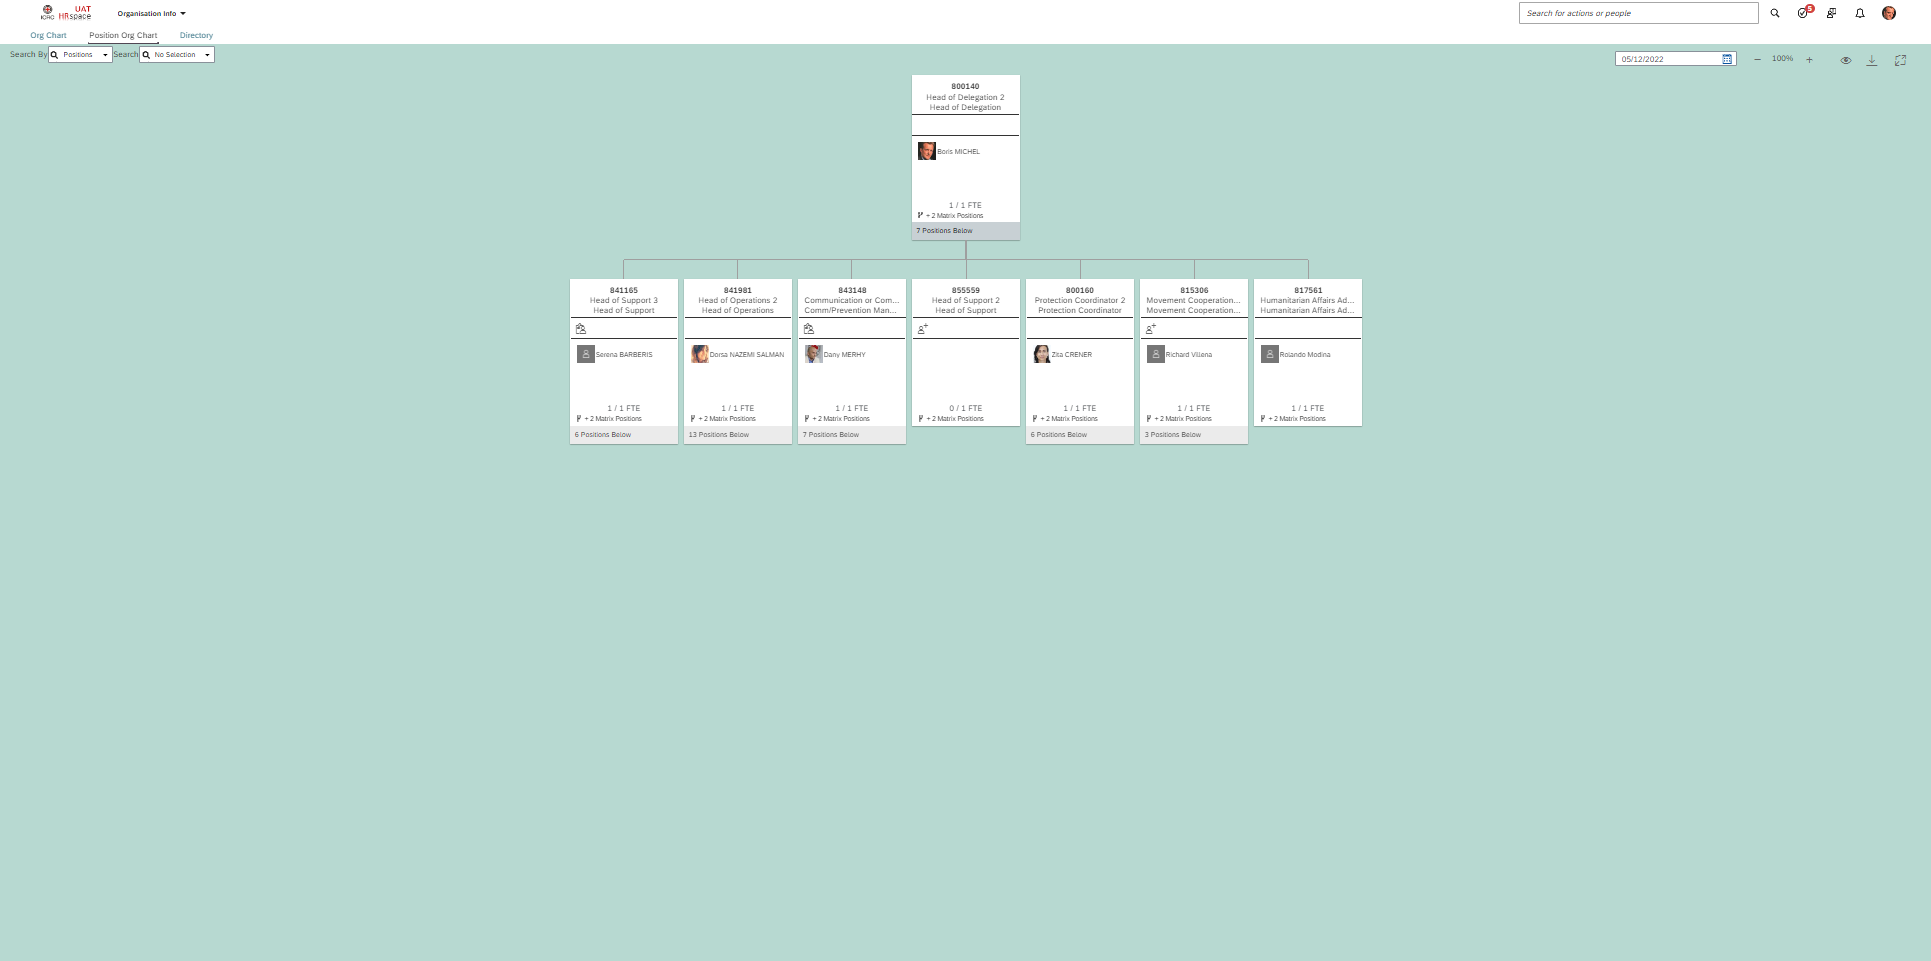 ICRC
UAT
HRspace
Organisation Info
Search for actions or people
5
Org Chart
Position Org Chart
Directory
Search By
Positions
Search
No Selection
05/12/2022
100%
800140
Head of Delegation 2
Head of Delegation
Boris MICHEL
1 / 1 FTE
+ 2 Matrix Positions
7 Positions Below
841165
Head of Support 3
Head of Support
Serena BARBERIS
1 / 1 FTE
+ 2 Matrix Positions
6 Positions Below
841981
Head of Operations 2
Head of Operations
Dorsa NAZEMI SALMAN
1 / 1 FTE
+ 2 Matrix Positions
13 Positions Below
843148
Communication or Com...
Comm/Prevention Man...
Dany MERHY
1 / 1 FTE
+ 2 Matrix Positions
7 Positions Below
855559
Head of Support 2
Head of Support
0 / 1 FTE
+ 2 Matrix Positions
800160
Protection Coordinator 2
Protection Coordinator
Zita CRENER
1 / 1 FTE
+ 2 Matrix Positions
6 Positions Below
815306
Movement Cooperation...
Movement Cooperation...
Richard Villena
1 / 1 FTE
+ 2 Matrix Positions
3 Positions Below
817561
Humanitarian Affairs Ad...
Humanitarian Affairs Ad...
Rolando Modina
1 / 1 FTE
+ 2 Matrix Positions